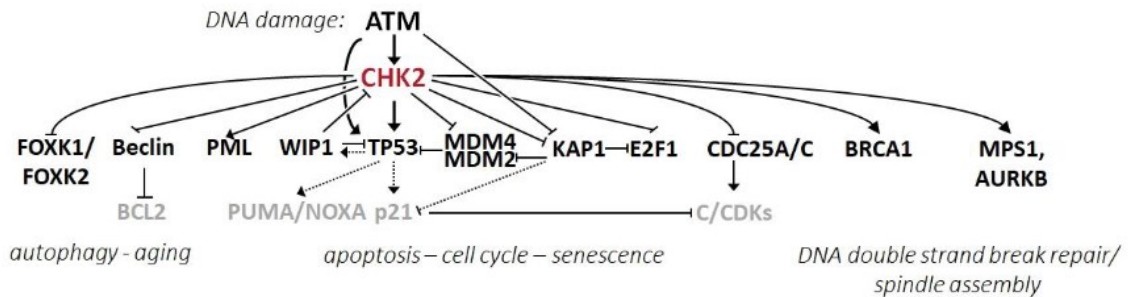 DNA damage: ATM
CHK2
FOXK1/ Beclin PML WIP1 TP53 MDM4 KAP1 E2F1 CDC25A/C BRCA1 MPS1,
FOXK2 MDM2 AURKB
BCL2 PUMA/NOXA p21 C/CDKs
autophagy - aging apoptosis – cell cycle – senescence DNA double strand break repair/
spindle assembly